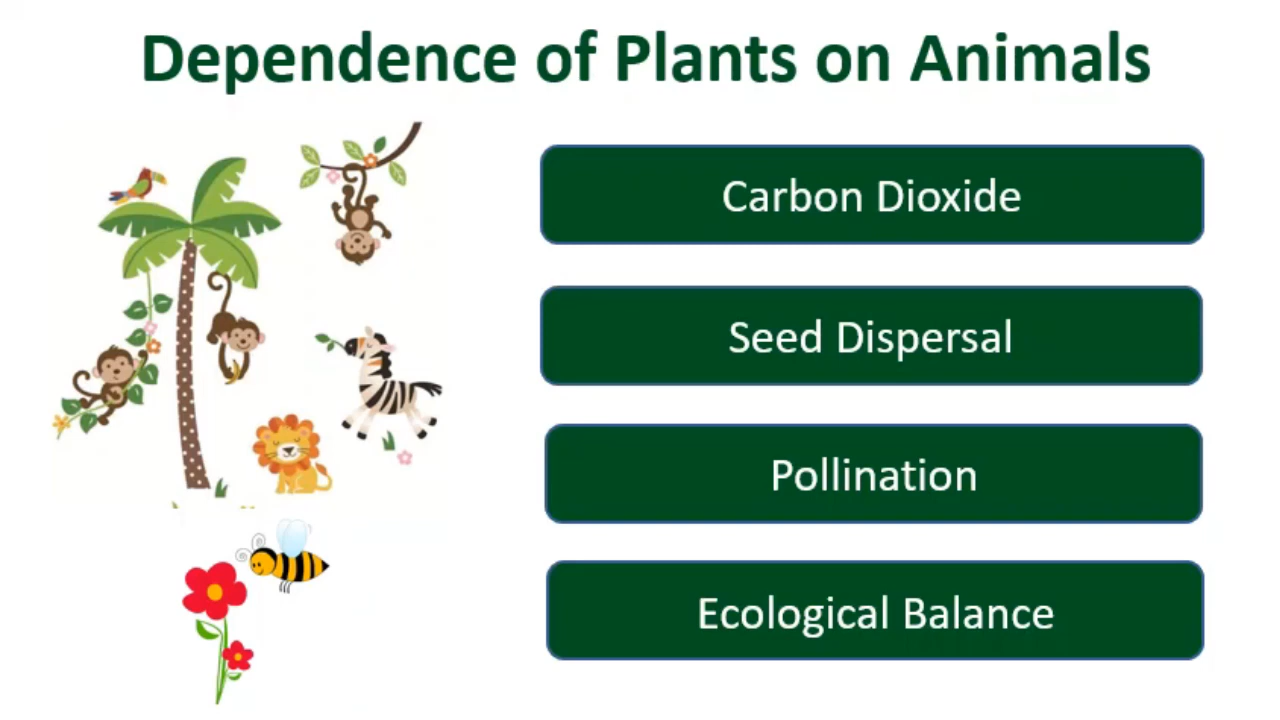 Dependence of Plants on Animals
Carbon Dioxide
Seed Dispersal
Pollination
Ecological Balance